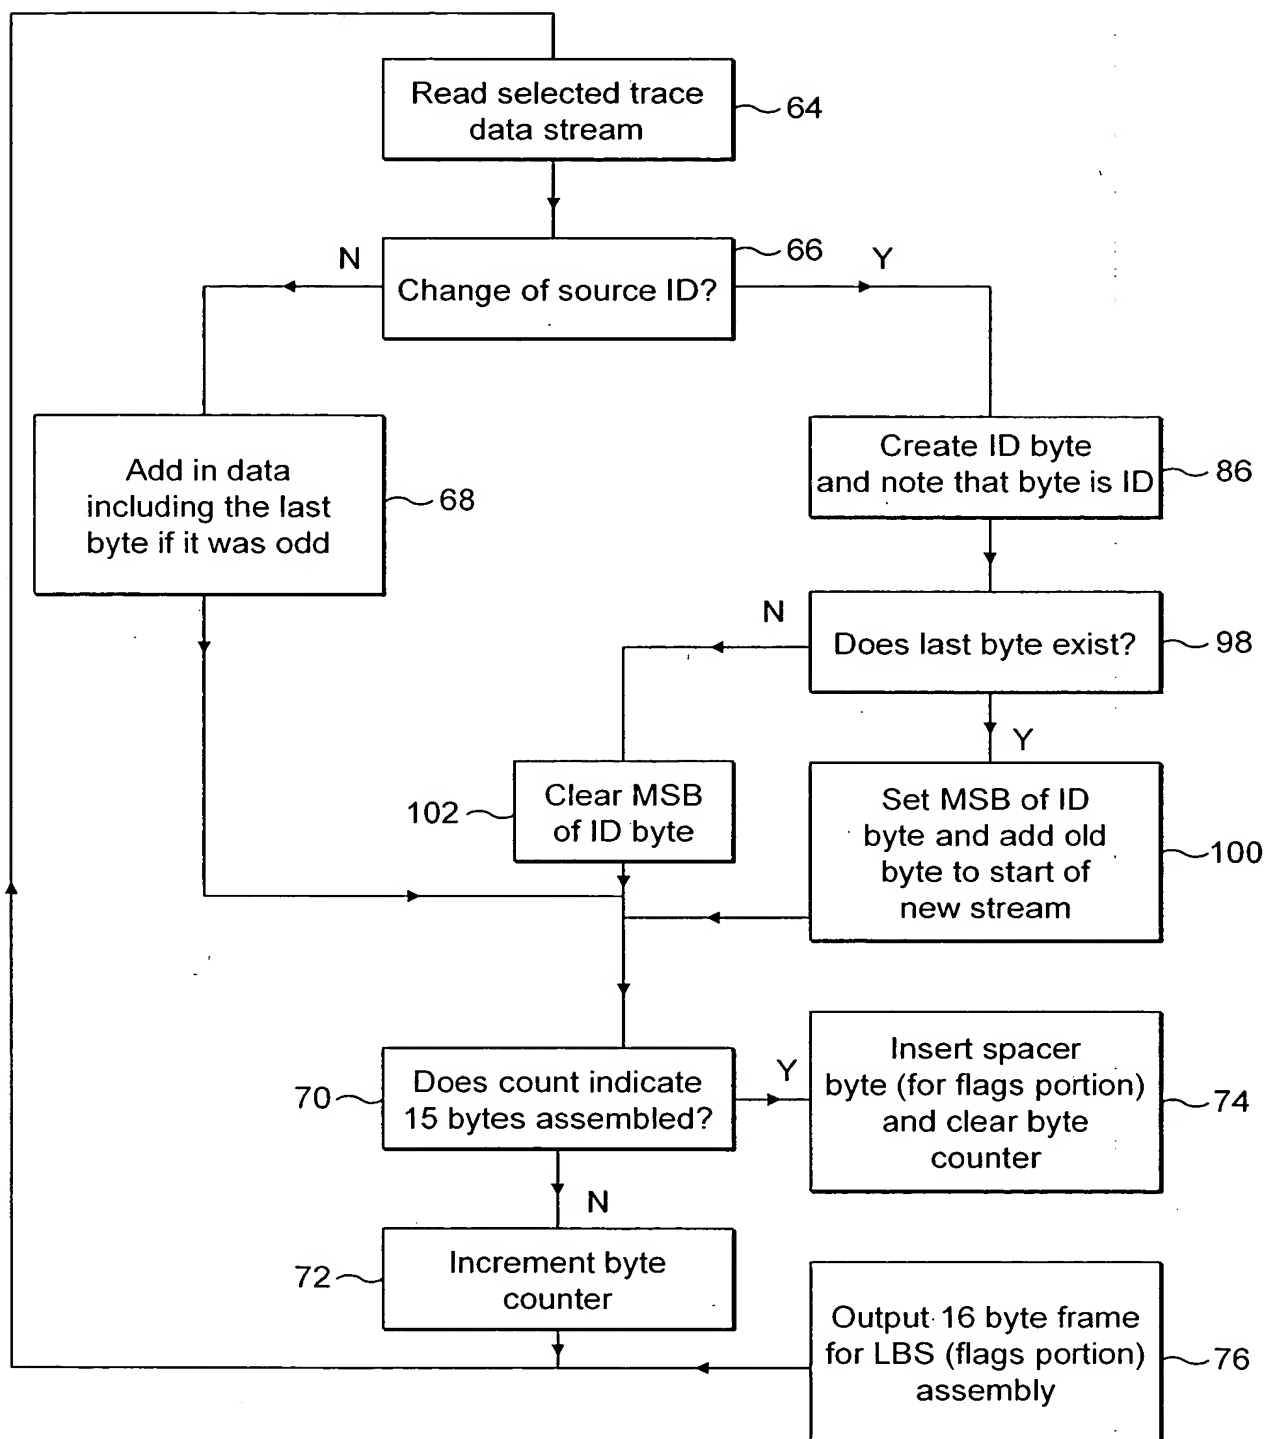 Read selected trace
data stream
64
Change of source ID?
66
N
Y
Add in data
including the last
byte if it was odd
68
Create ID byte
and note that byte is ID
86
Does last byte exist?
98
N
Y
Clear MSB
of ID byte
102
Set MSB of ID
byte and add old
byte to start of
new stream
100
Does count indicate
15 bytes assembled?
70
Y
N
Insert spacer
byte (for flags portion)
and clear byte
counter
74
Increment byte
counter
72
Output 16 byte frame
for LBS (flags portion)
assembly
76